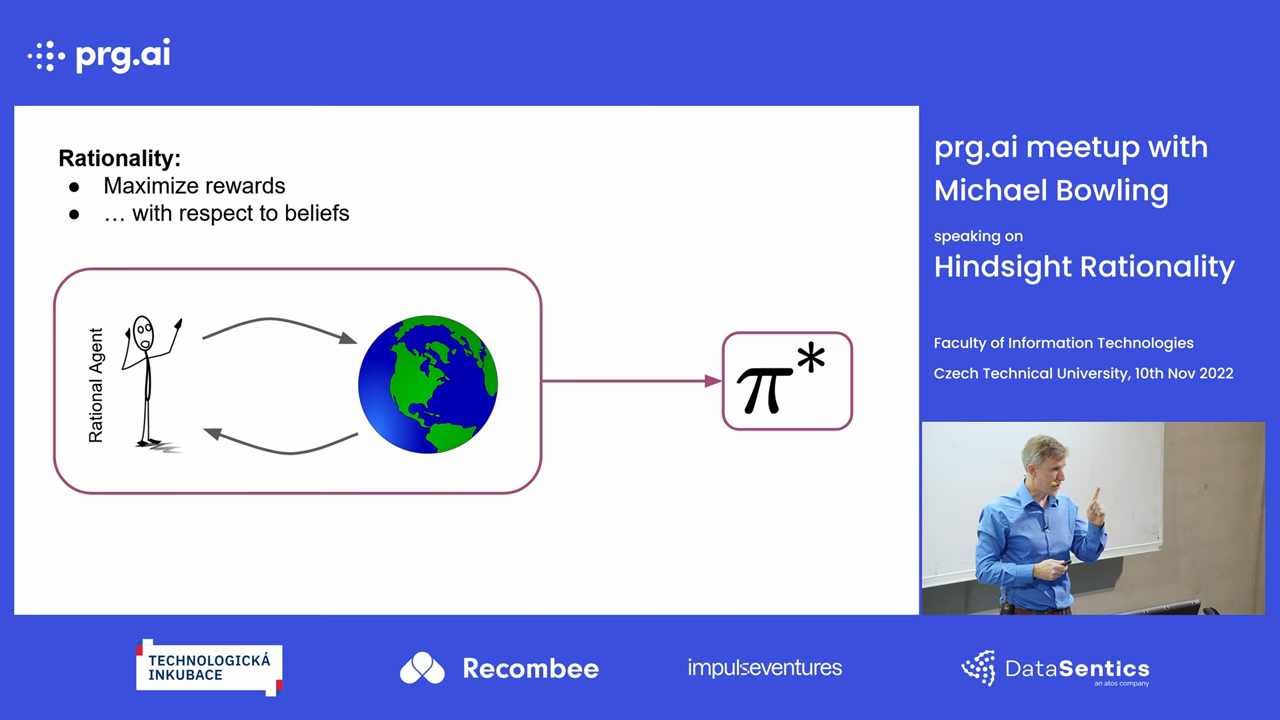 prg.ai
Rationality:
● Maximize rewards
● … with respect to beliefs
Rational Agent
π*
prg.ai meetup with
Michael Bowling
speaking on
Hindsight Rationality
Faculty of Information Technologies
Czech Technical University, 10th Nov 2022
TECHNOLOGICKÁ
INKUBACE
Recombee
impulseventures
DataSentics
an atos company